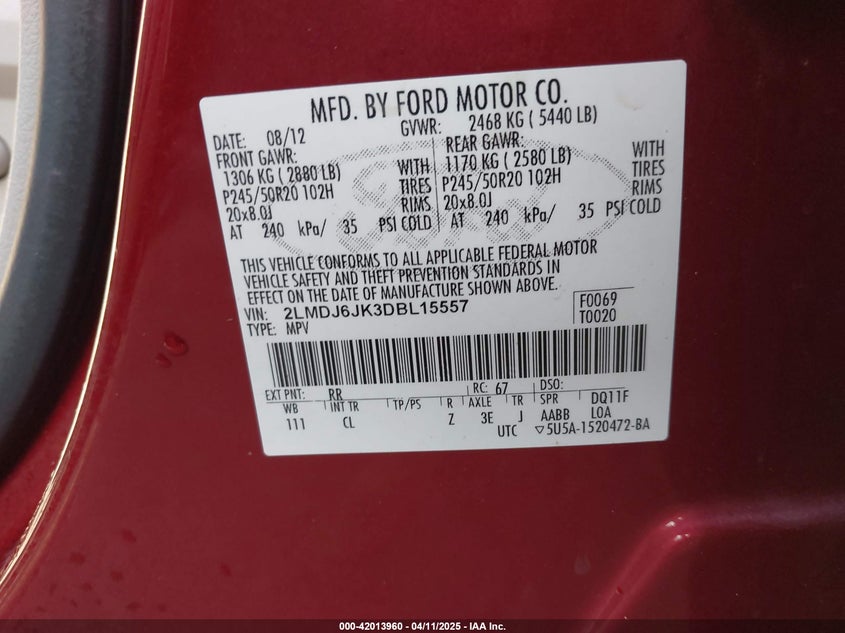 MFD. BY FORD MOTOR CO.
DATE: 08/12 GVWR: 2468 KG ( 5440 LB)
FRONT GAWR: REAR GAWR:
1306 KG ( 2880 LB) WITH 1170 KG ( 2580 LB) WITH
P245/50R20 102H TIRES P245/50R20 102H TIRES
20x8.0J RIMS 20x8.0J RIMS
AT 240 kPa/ 35 PSI COLD AT 240 kPa/ 35 PSI COLD
THIS VEHICLE CONFORMS TO ALL APPLICABLE FEDERAL MOTOR
VEHICLE SAFETY AND THEFT PREVENTION STANDARDS IN
EFFECT ON THE DATE OF MANUFACTURE SHOWN ABOVE.
VIN: 2LMDJ6JK3DBL15557 F0069
TYPE: MPV T0020
EXT PNT: RR RC: 67 DSO:
WB INT TR TP/PS R AXLE TR SPR DQ11F
111 CL Z 3E J AABB L0A
UTC ▽5U5A-1520472-BA
000-42013960 - 04/11/2025 - IAA Inc.